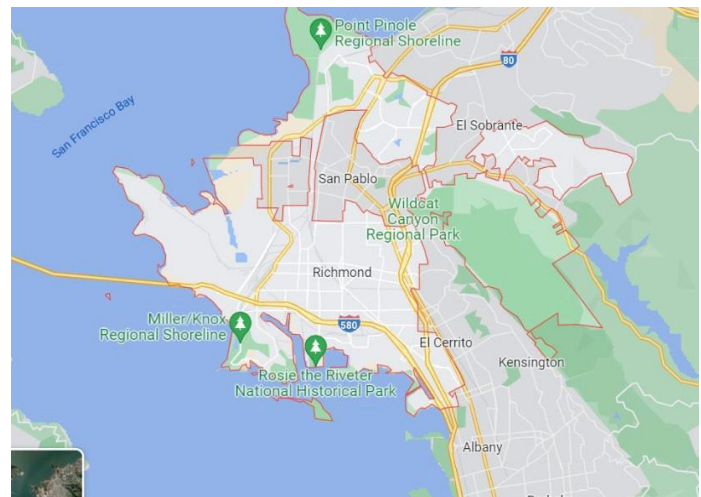 Point Pinole
Regional Shoreline
80
San Francisco Bay
El Sobrante
San Pablo
Wildcat
Canyon
Regional Park
Richmond
Miller/Knox
Regional Shoreline
580
El Cerrito
Rosie the Riveter
National Historical Park
Kensington
Albany